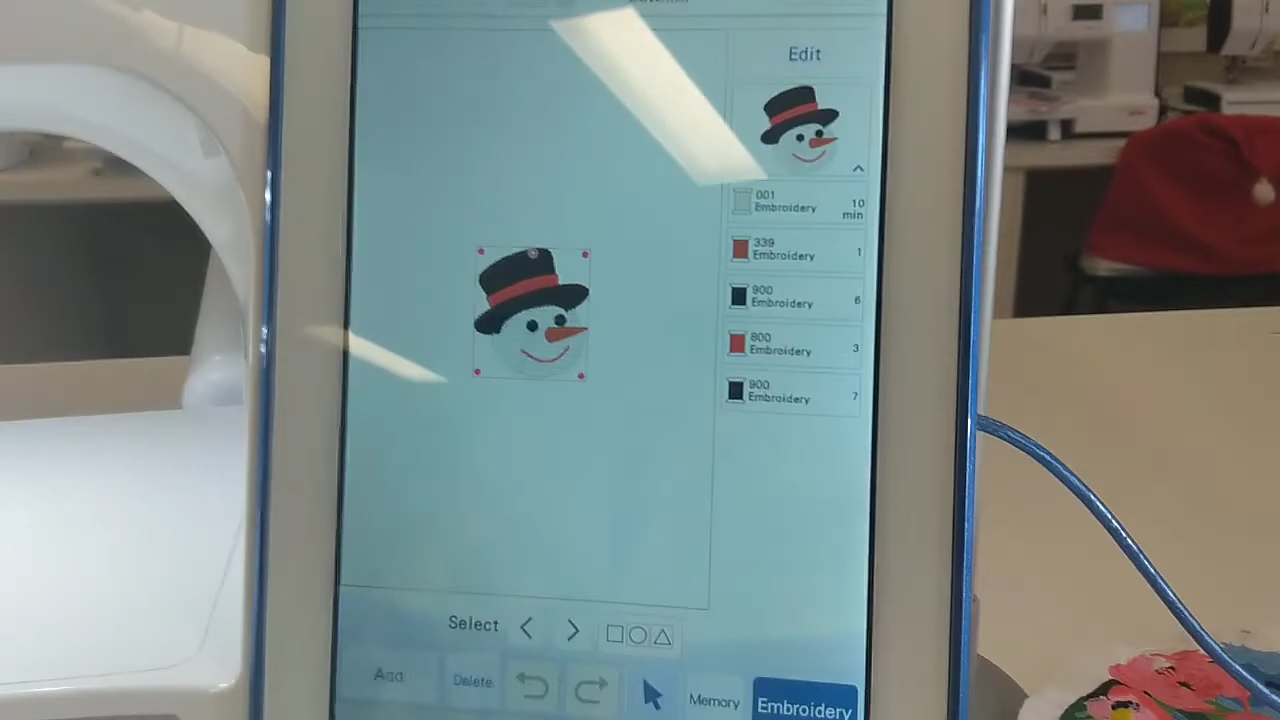 Edit
001
Embroidery
10
min
339
Embroidery
1
900
Embroidery
6
800
Embroidery
3
900
Embroidery
7
Select
Add
Delete
Memory
Embroidery